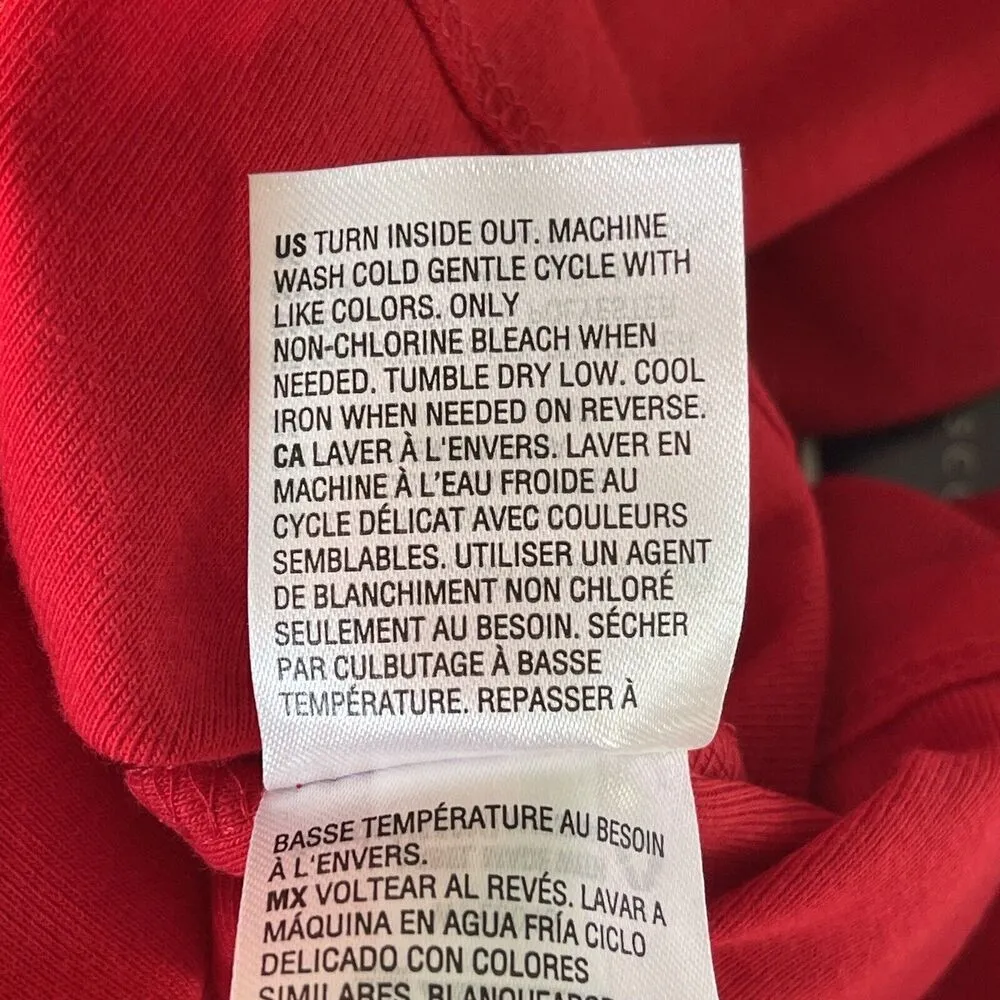 US TURN INSIDE OUT. MACHINE
WASH COLD GENTLE CYCLE WITH
LIKE COLORS. ONLY
NON-CHLORINE BLEACH WHEN
NEEDED. TUMBLE DRY LOW. COOL
IRON WHEN NEEDED ON REVERSE.
CA LAVER À L'ENVERS. LAVER EN
MACHINE À L'EAU FROIDE AU
CYCLE DÉLICAT AVEC COULEURS
SEMBLABLES. UTILISER UN AGENT
DE BLANCHIMENT NON CHLORÉ
SEULEMENT AU BESOIN. SÉCHER
PAR CULBUTAGE À BASSE
TEMPÉRATURE. REPASSER À
BASSE TEMPÉRATURE AU BESOIN
À L'ENVERS.
MX VOLTEAR AL REVÉS. LAVAR A
MÁQUINA EN AGUA FRÍA CICLO
DELICADO CON COLORES
SIMILARES. BLANQUEADOR